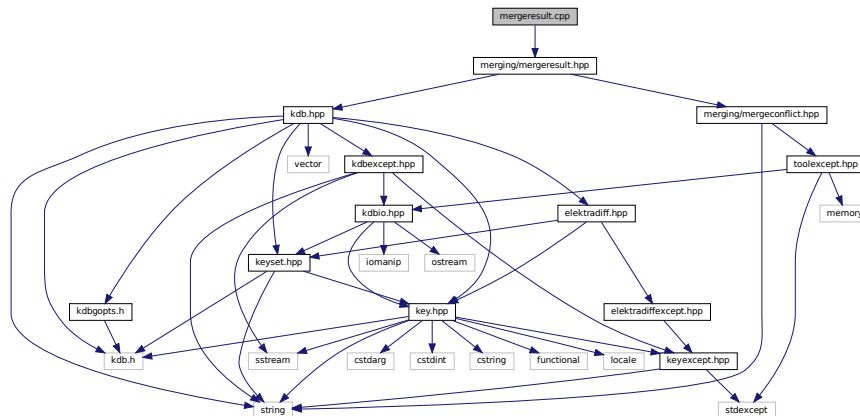 mergeresult.cpp
merging/mergeresult.hpp
kdb.hpp
merging/mergeconflict.hpp
vector
kdbexcept.hpp
toolexcept.hpp
kdbio.hpp
elektradiff.hpp
memory
keyset.hpp
iomanip
ostream
kdbgopts.h
key.hpp
elektradiffexcept.hpp
kdb.h
sstream
cstdarg
cstdint
cstring
functional
locale
keyexcept.hpp
string
stdexcept